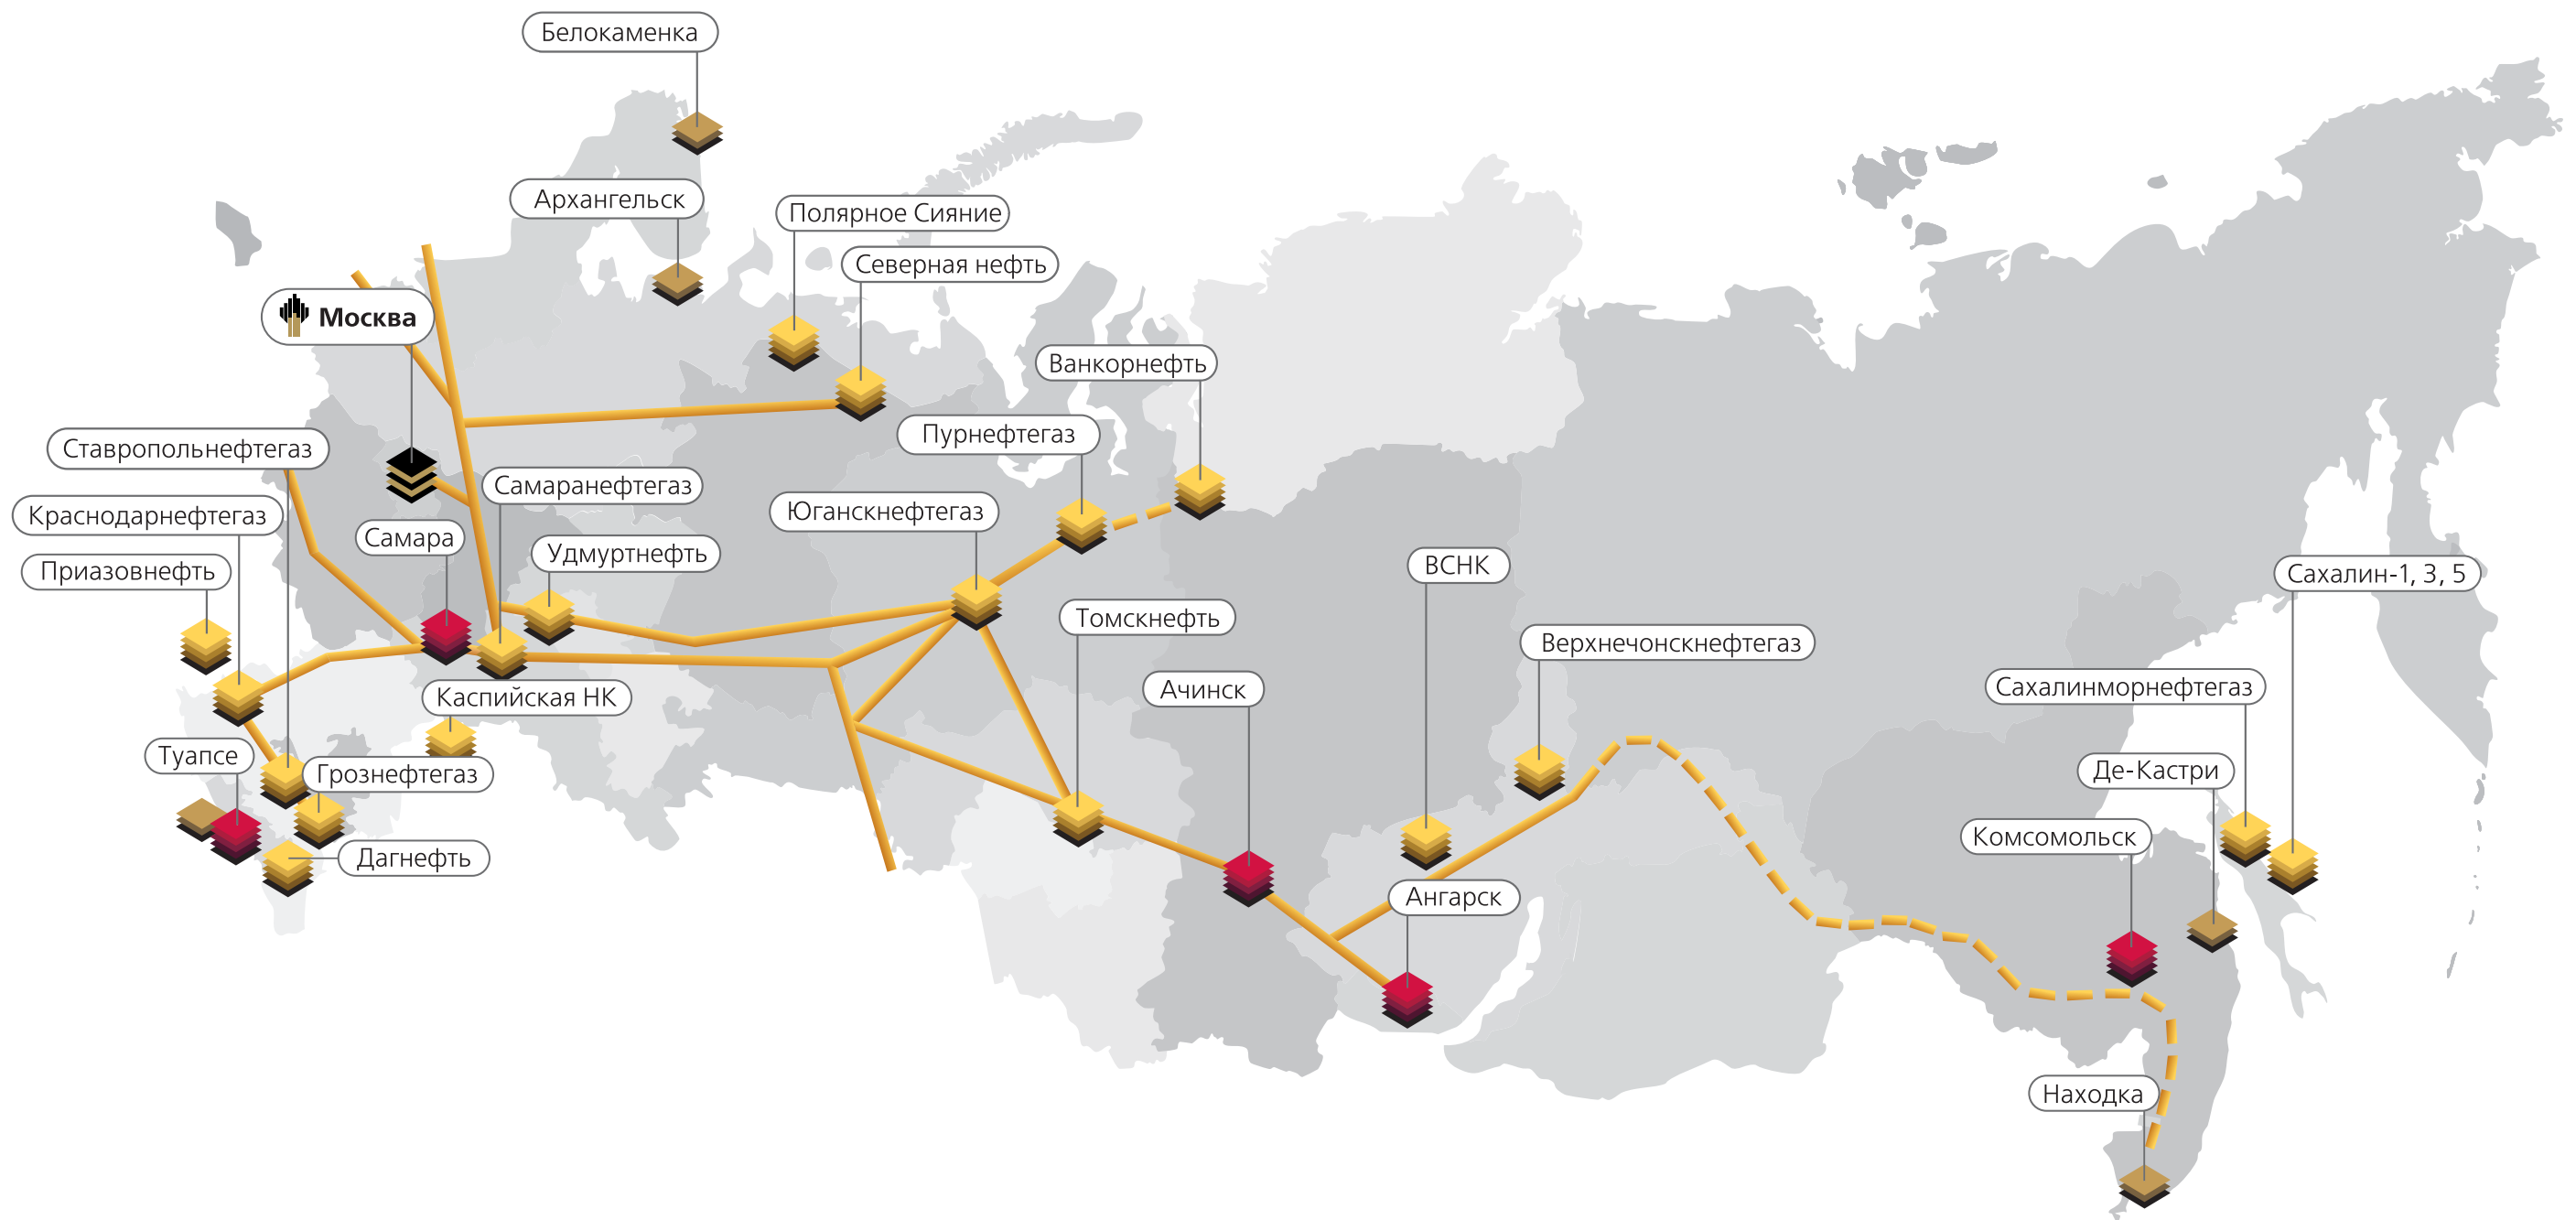 Белокаменка
Архангельск
Полярное Сияние
Северная нефть
Москва
Ванкорнефть
Пурнефтегаз
Ставропольнефтегаз
Самаранефтегаз
Юганскнефтегаз
Краснодарнефтегаз
Самара
Удмуртнефть
ВСНК
Приазовнефть
Сахалин-1, 3, 5
Томскнефть
Верхнечонскнефтегаз
Ачинск
Сахалинморнефтегаз
Каспийская НК
Туапсе
Грознефтегаз
Де-Кастри
Комсомольск
Дагнефть
Ангарск
Находка